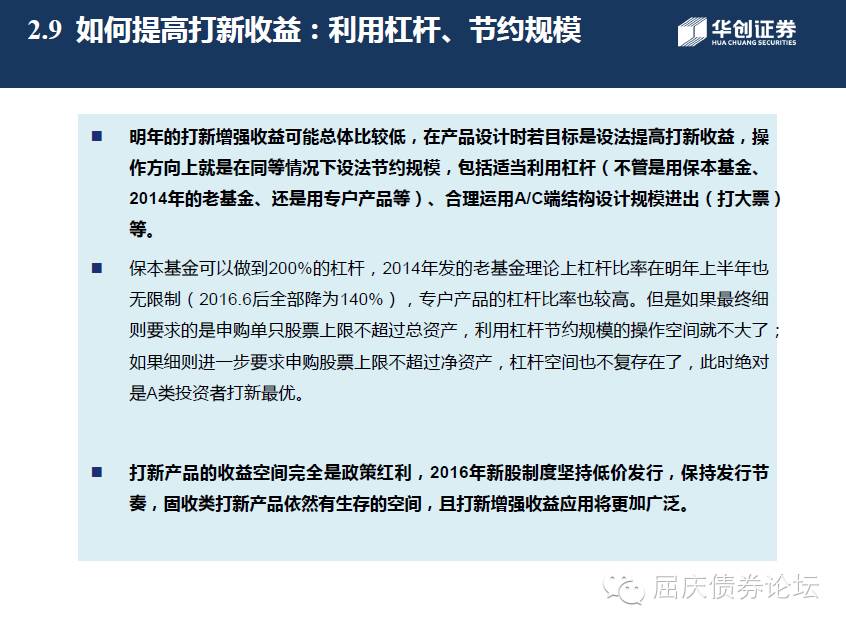 2.9 如何提高打新收益：利用杠杆、节约规模
华创证券
HUA CHUANG SECURITIES
■ 明年的打新增强收益可能总体比较低，在产品设计时若目标是设法提高打新收益，操
作方向上就是在同等情况下设法节约规模，包括适当利用杠杆（不管是用保本基金、
2014年的老基金、还是用专户产品等）、合理运用A/C端结构设计规模进出（打大票）
等。
■ 保本基金可以做到200%的杠杆，2014年发的老基金理论上杠杆比率在明年上半年也
无限制（2016.6后全部降为140%），专户产品的杠杆比率也较高。但是如果最终细
则要求的是申购单只股票上限不超过总资产，利用杠杆节约规模的操作空间就不大了；
如果细则进一步要求申购股票上限不超过净资产，杠杆空间也不复存在了，此时绝对
是A类投资者打新最优。
■ 打新产品的收益空间完全是政策红利，2016年新股制度坚持低价发行，保持发行节
奏，固收类打新产品依然有生存的空间，且打新增强收益应用将更加广泛。
屈庆债券论坛